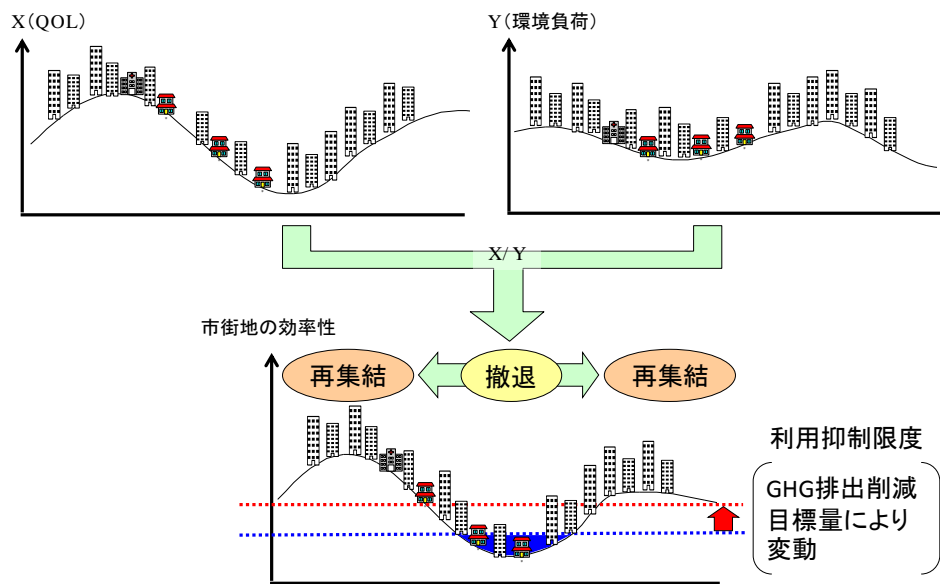 X(QOL)
Y(環境負荷)
X/Y
市街地の効率性
再集結
撤退
再集結
利用抑制限度
GHG排出削減
目標量により
変動